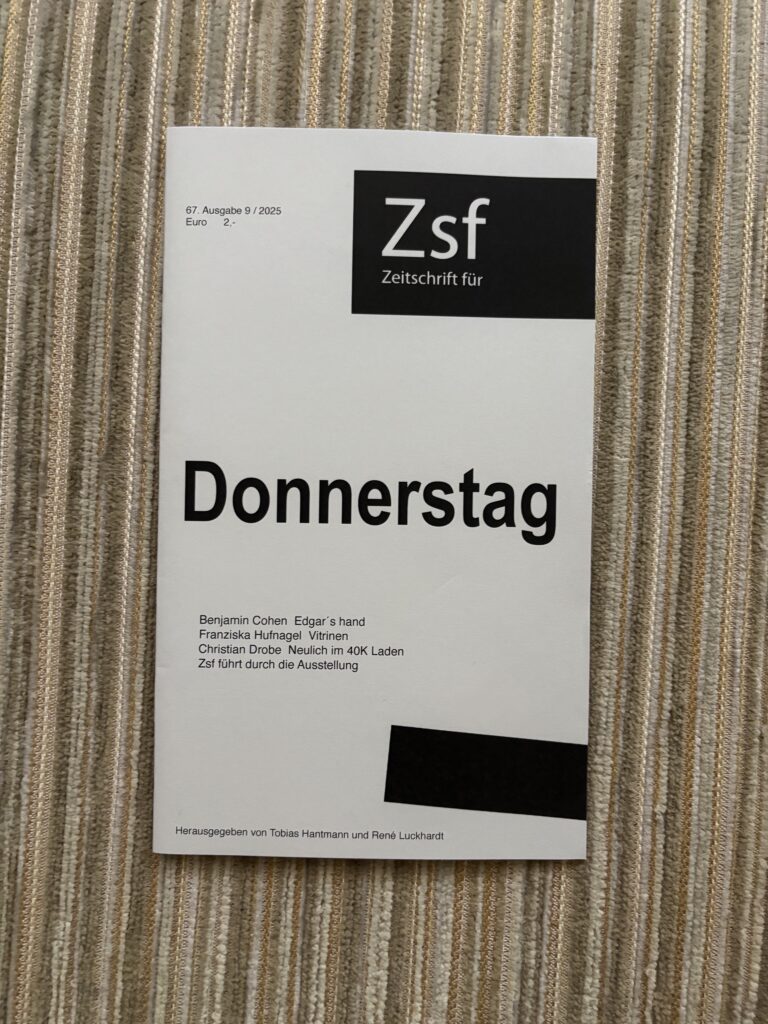 67. Ausgabe 9 / 2025
Euro 2,-
Zsf
Zeitschrift für
Donnerstag
Benjamin Cohen Edgar´s hand
Franziska Hufnagel Vitrinen
Christian Drobe Neulich im 40K Laden
Zsf führt durch die Ausstellung
Herausgegeben von Tobias Hantmann und René Luckhardt